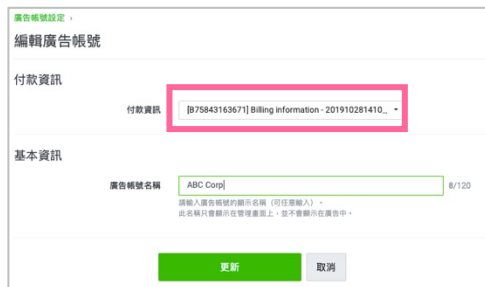 廣告帳號設定 ›
編輯廣告帳號
付款資訊
付款資訊 [B75843163671] Billing information - 201910281410_
基本資訊
廣告帳號名稱 ABC Corp 8/120
請輸入廣告帳號的顯示名稱（可任意輸入）。
此名稱只會顯示在管理畫面上，並不會顯示在廣告中。
更新 取消